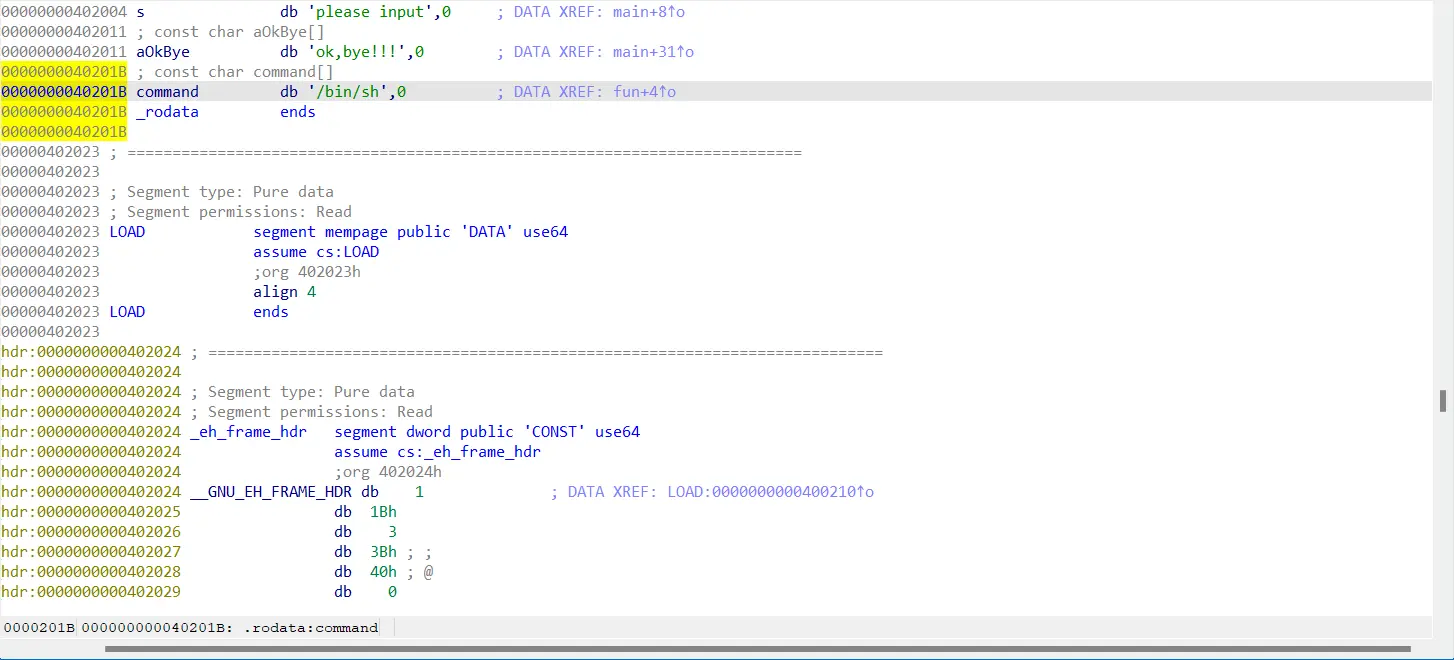 00000000402004 s               db 'please input',0     ; DATA XREF: main+8↑o
00000000402011 ; const char aOkBye[]
00000000402011 aOkBye          db 'ok,bye!!!',0        ; DATA XREF: main+31↑o
0000000040201B ; const char command[]
0000000040201B command         db '/bin/sh',0          ; DATA XREF: fun+4↑o
0000000040201B _rodata         ends
0000000040201B
00000402023 ; ===========================================================================
00000402023
00000402023 ; Segment type: Pure data
00000402023 ; Segment permissions: Read
00000402023 LOAD            segment mempage public 'DATA' use64
00000402023                 assume cs:LOAD
00000402023                 ;org 402023h
00000402023                 align 4
00000402023 LOAD            ends
00000402023
hdr:0000000000402024 ; ===========================================================================
hdr:0000000000402024
hdr:0000000000402024 ; Segment type: Pure data
hdr:0000000000402024 ; Segment permissions: Read
hdr:0000000000402024 _eh_frame_hdr   segment dword public 'CONST' use64
hdr:0000000000402024                 assume cs:_eh_frame_hdr
hdr:0000000000402024                 ;org 402024h
hdr:0000000000402024 __GNU_EH_FRAME_HDR db    1              ; DATA XREF: LOAD:0000000000400210↑o
hdr:0000000000402025                 db  1Bh
hdr:0000000000402026                 db    3
hdr:0000000000402027                 db  3Bh ; ;
hdr:0000000000402028                 db  40h ; @
hdr:0000000000402029                 db    0
0000201B 000000000040201B: .rodata:command